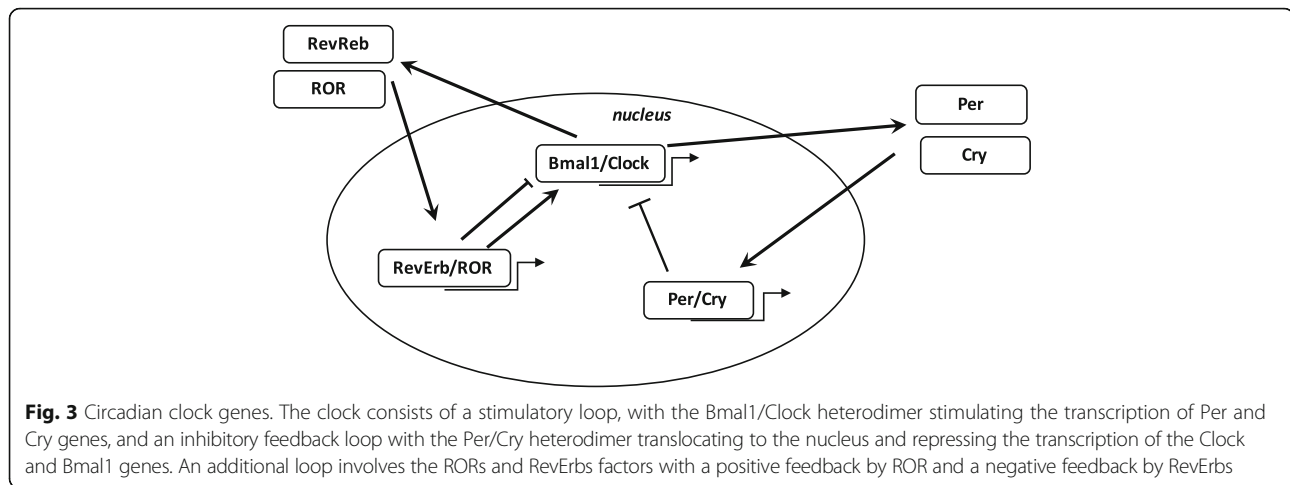 RevReb
ROR
nucleus
Per
Cry
Bmal1/Clock
RevErb/ROR
Per/Cry
Fig. 3 Circadian clock genes. The clock consists of a stimulatory loop, with the Bmal1/Clock heterodimer stimulating the transcription of Per and
Cry genes, and an inhibitory feedback loop with the Per/Cry heterodimer translocating to the nucleus and repressing the transcription of the Clock
and Bmal1 genes. An additional loop involves the RORs and RevErbs factors with a positive feedback by ROR and a negative feedback by RevErbs